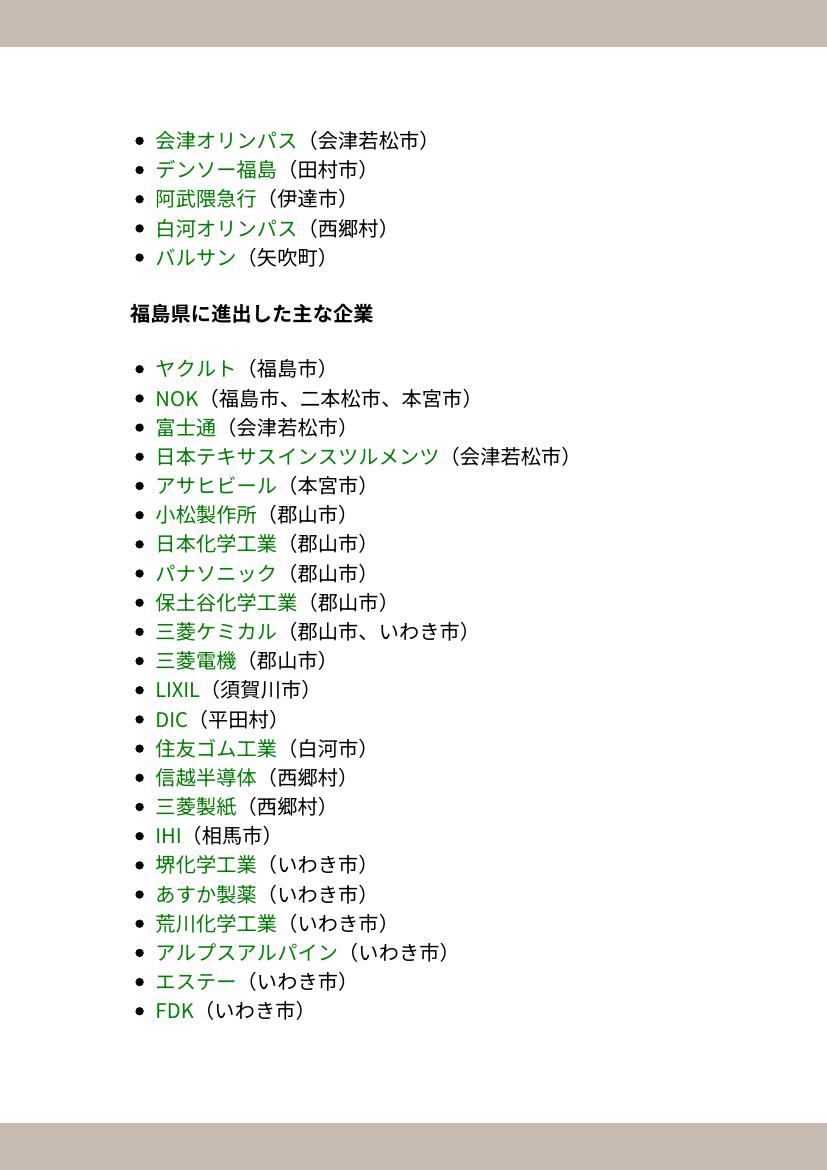 • 会津オリンパス（会津若松市）
• デンソー福島（田村市）
• 阿武隈急行（伊達市）
• 白河オリンパス（西郷村）
• バルサン（矢吹町）
福島県に進出した主な企業
• ヤクルト（福島市）
• NOK（福島市、二本松市、本宮市）
• 富士通（会津若松市）
• 日本テキサスインスツルメンツ（会津若松市）
• アサヒビール（本宮市）
• 小松製作所（郡山市）
• 日本化学工業（郡山市）
• パナソニック（郡山市）
• 保土谷化学工業（郡山市）
• 三菱ケミカル（郡山市、いわき市）
• 三菱電機（郡山市）
• LIXIL（須賀川市）
• DIC（平田村）
• 住友ゴム工業（白河市）
• 信越半導体（西郷村）
• 三菱製紙（西郷村）
• IHI（相馬市）
• 堺化学工業（いわき市）
• あすか製薬（いわき市）
• 荒川化学工業（いわき市）
• アルプスアルパイン（いわき市）
• エステー（いわき市）
• FDK（いわき市）